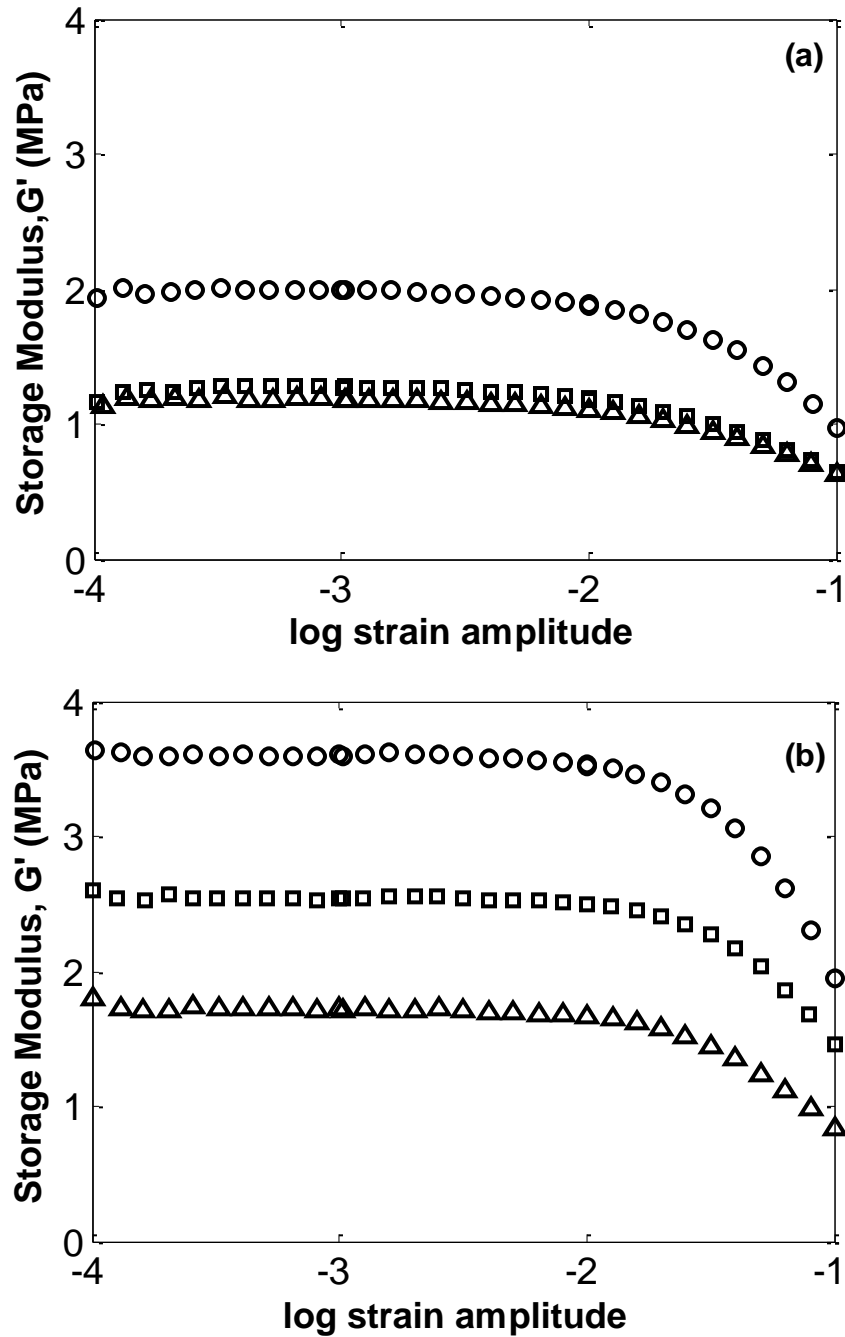 4
(a)
3
2
1
0
Storage Modulus,G' (MPa)
-4 -3 -2 -1
log strain amplitude
4
(b)
3
2
1
0
Storage Modulus, G' (MPa)
-4 -3 -2 -1
log strain amplitude